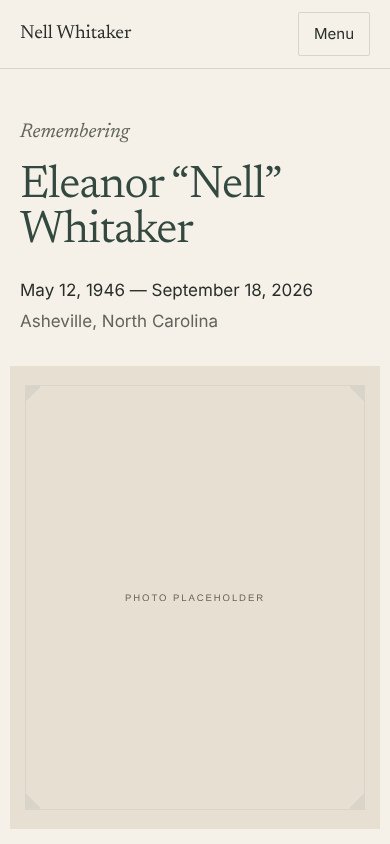 Nell Whitaker
Menu
Remembering
Eleanor “Nell”
Whitaker
May 12, 1946 — September 18, 2026
Asheville, North Carolina
PHOTO PLACEHOLDER